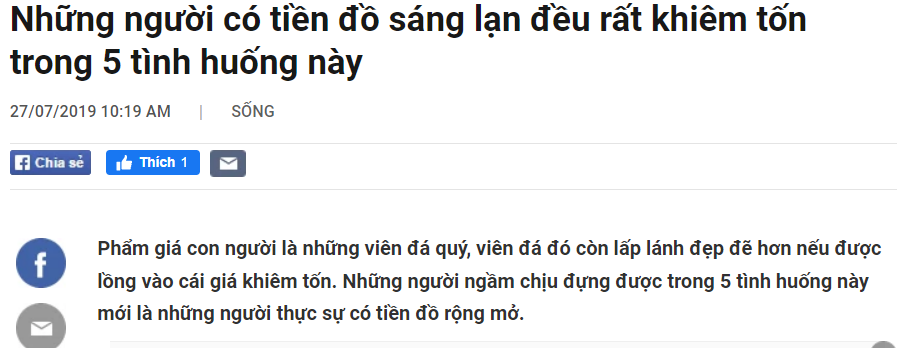 Những người có tiền đồ sáng lạn đều rất khiêm tốn
trong 5 tình huống này
27/07/2019 10:19 AM | SỐNG
Chia sẻ Thích 1
Phẩm giá con người là những viên đá quý, viên đá đó còn lấp lánh đẹp đẽ hơn nếu được
lồng vào cái giá khiêm tốn. Những người ngầm chịu đựng được trong 5 tình huống này
mới là những người thực sự có tiền đồ rộng mở.